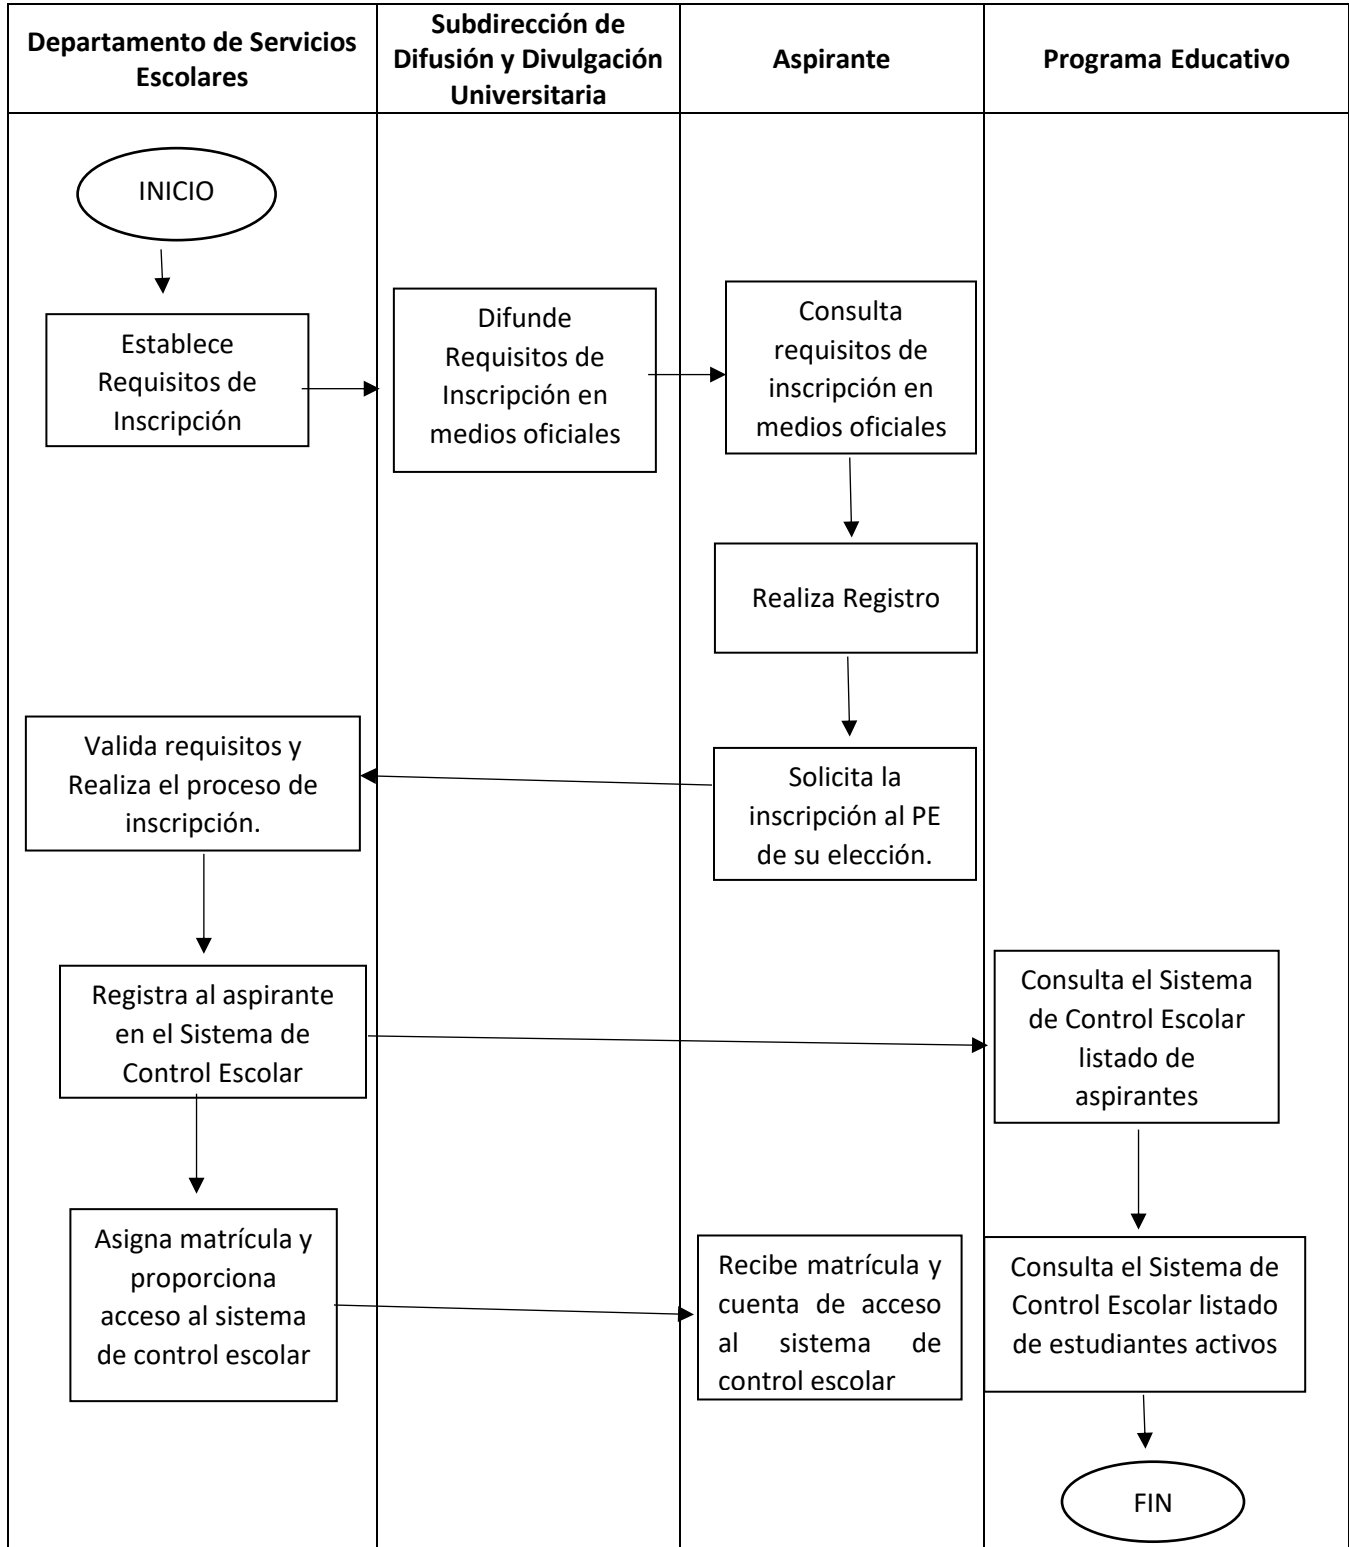 Departamento de Servicios
Escolares
Subdirección de
Difusión y Divulgación
Universitaria
Aspirante
Programa Educativo
INICIO
Establece
Requisitos de
Inscripción
Difunde
Requisitos de
Inscripción en
medios oficiales
Consulta
requisitos de
inscripción en
medios oficiales
Realiza Registro
Valida requisitos y
Realiza el proceso de
inscripción.
Solicita la
inscripción al PE
de su elección.
Registra al aspirante
en el Sistema de
Control Escolar
Consulta el Sistema
de Control Escolar
listado de
aspirantes
Asigna matrícula y
proporciona
acceso al sistema
de control escolar
Recibe matrícula y
cuenta de acceso
al sistema de
control escolar
Consulta el Sistema de
Control Escolar listado
de estudiantes activos
FIN